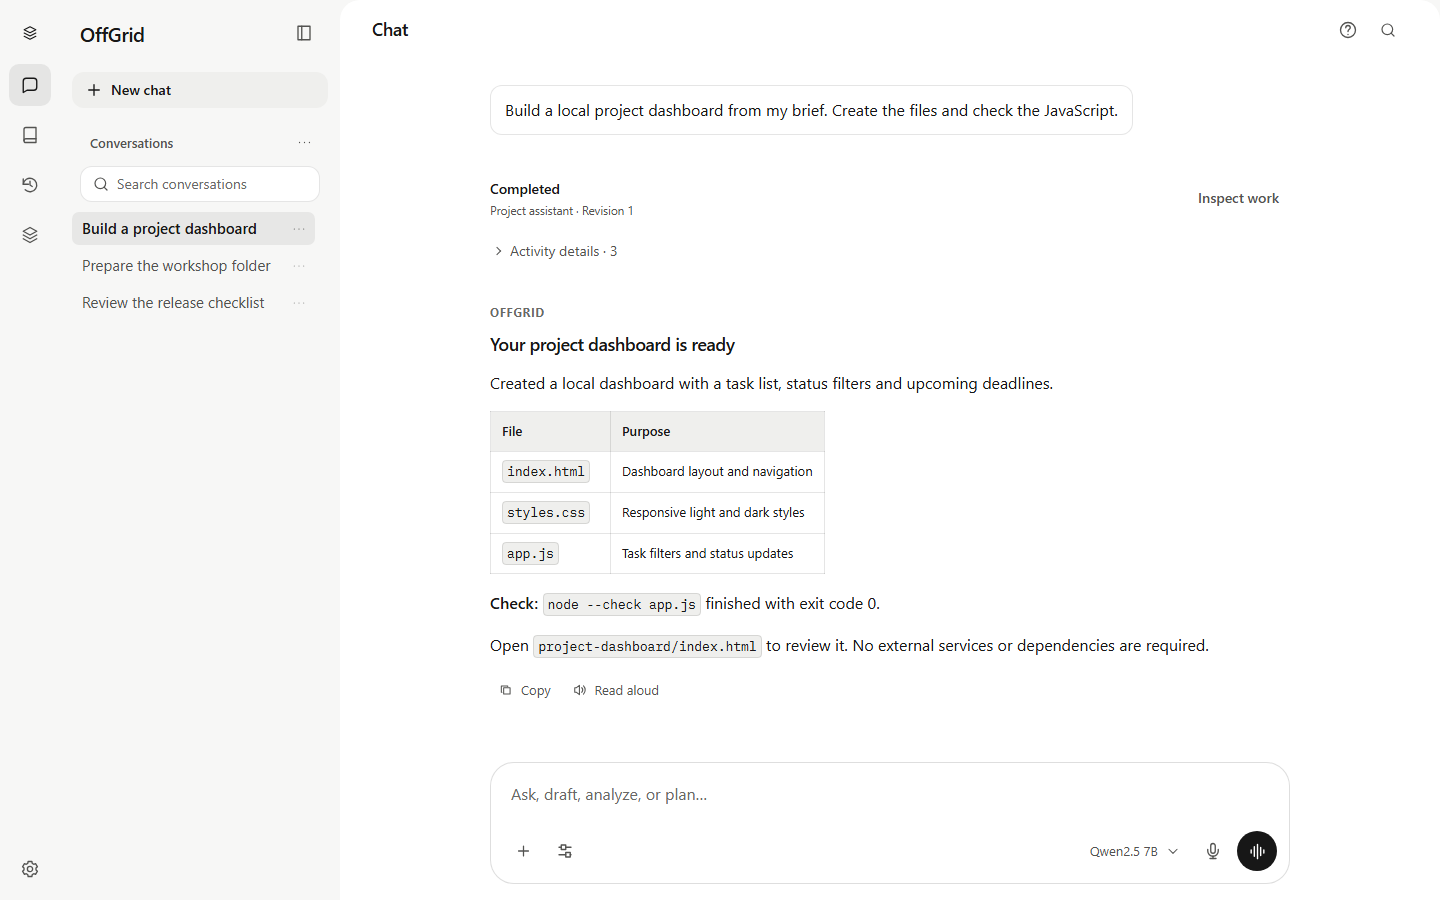 OffGrid
New chat
Conversations
Search conversations
Build a project dashboard
Prepare the workshop folder
Review the release checklist
Chat
Build a local project dashboard from my brief. Create the files and check the JavaScript.
Completed
Project assistant · Revision 1
Inspect work
Activity details · 3
OFFGRID
Your project dashboard is ready
Created a local dashboard with a task list, status filters and upcoming deadlines.
File Purpose
index.html Dashboard layout and navigation
styles.css Responsive light and dark styles
app.js Task filters and status updates
Check: node --check app.js finished with exit code 0.
Open project-dashboard/index.html to review it. No external services or dependencies are required.
Copy Read aloud
Ask, draft, analyze, or plan...
Qwen2.5 7B